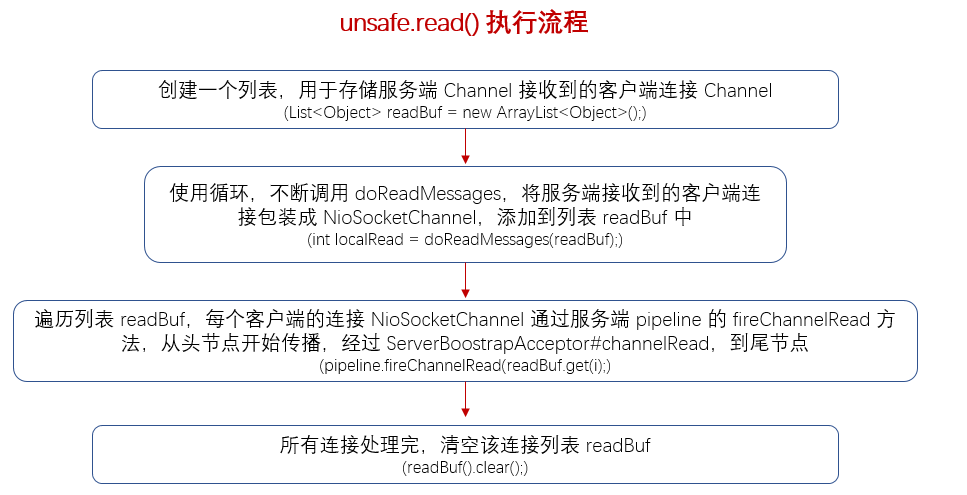 unsafe.read() 执行流程
创建一个列表，用于存储服务端 Channel 接收到的客户端连接 Channel
(List<Object> readBuf = new ArrayList<Object>();)
使用循环，不断调用 doReadMessages，将服务端接收到的客户端连
接包装成 NioSocketChannel，添加到列表 readBuf 中
(int localRead = doReadMessages(readBuf);)
遍历列表 readBuf，每个客户端的连接 NioSocketChannel 通过服务端 pipeline 的 fireChannelRead 方
法，从头节点开始传播，经过 ServerBoostrapAcceptor#channelRead，到尾节点
(pipeline.fireChannelRead(readBuf.get(i);)
所有连接处理完，清空该连接列表 readBuf
(readBuf().clear();)